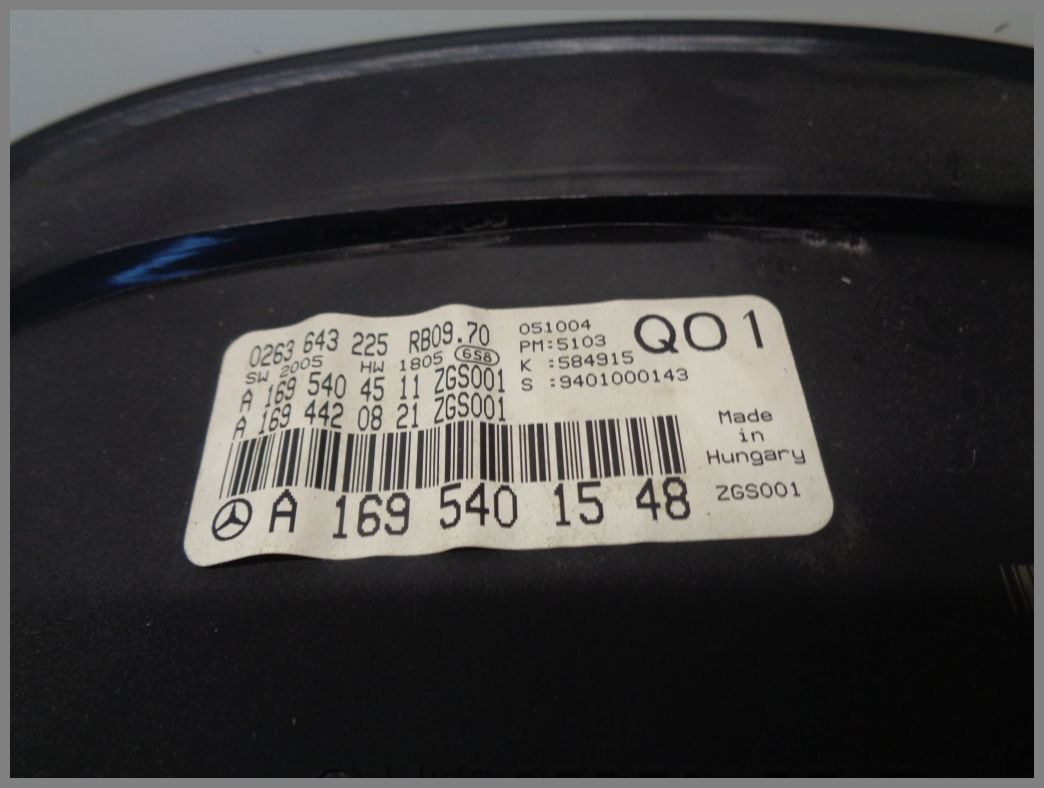 0263 643 225 RB09.70
SW 2005 HW 1805 658
A 169 540 45 11 ZGS001
A 169 442 08 21 ZGS001
A 169 540 15 48
051004
PM:5103
K :584915
S :9401000143
Q01
Made
in
Hungary
ZGS001